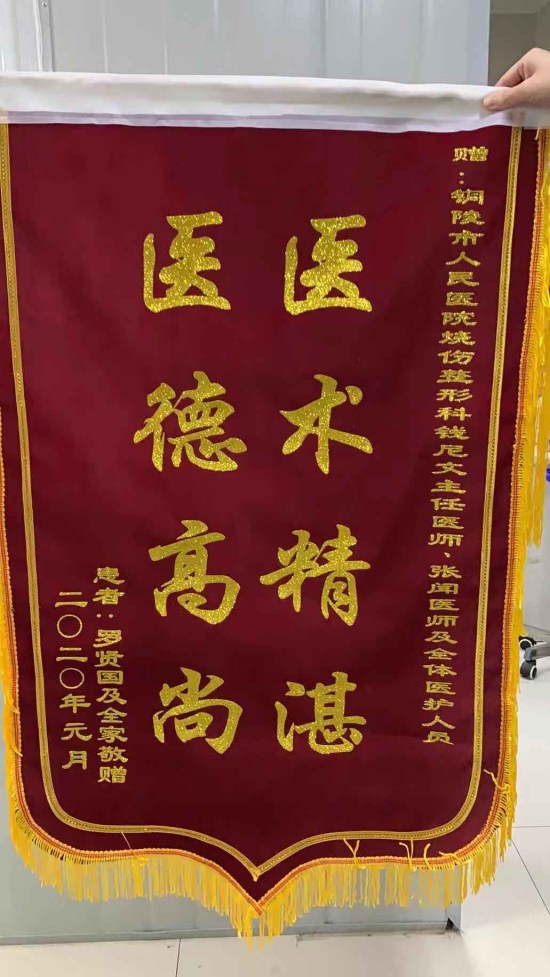 赠：铜陵市人民医院烧伤整形科钱尼文主任医师、张闻医师及全体医护人员
医术精湛
医德高尚
患者：罗贤国及全家敬赠
二〇二〇年元月